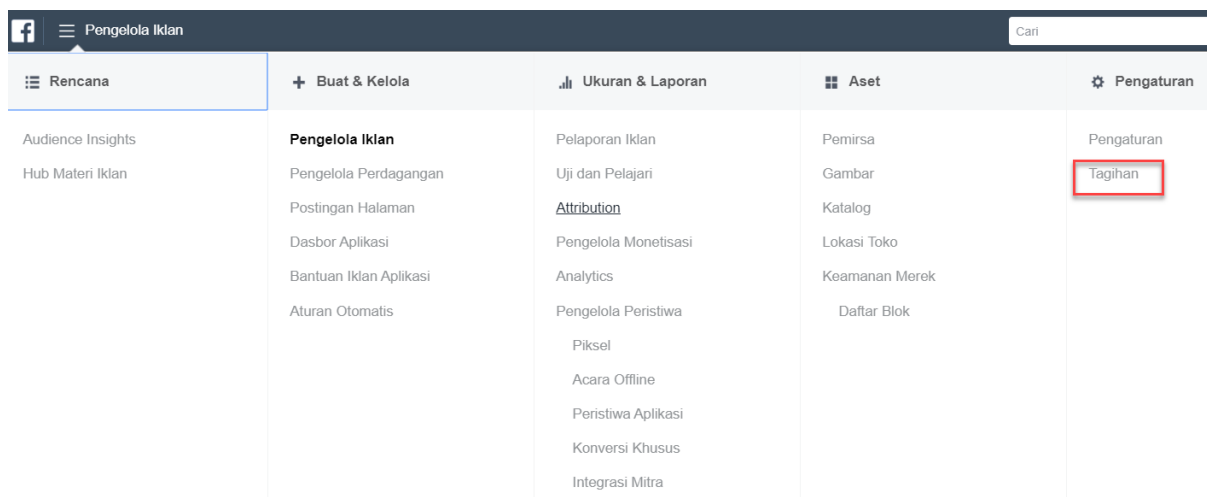 Pengelola Iklan
Cari
Rencana
Audience Insights
Hub Materi Iklan
Buat & Kelola
Pengelola Iklan
Pengelola Perdagangan
Postingan Halaman
Dasbor Aplikasi
Bantuan Iklan Aplikasi
Aturan Otomatis
Ukuran & Laporan
Pelaporan Iklan
Uji dan Pelajari
Attribution
Pengelola Monetisasi
Analytics
Pengelola Peristiwa
Piksel
Acara Offline
Peristiwa Aplikasi
Konversi Khusus
Integrasi Mitra
Aset
Pemirsa
Gambar
Katalog
Lokasi Toko
Keamanan Merek
Daftar Blok
Pengaturan
Pengaturan
Tagihan